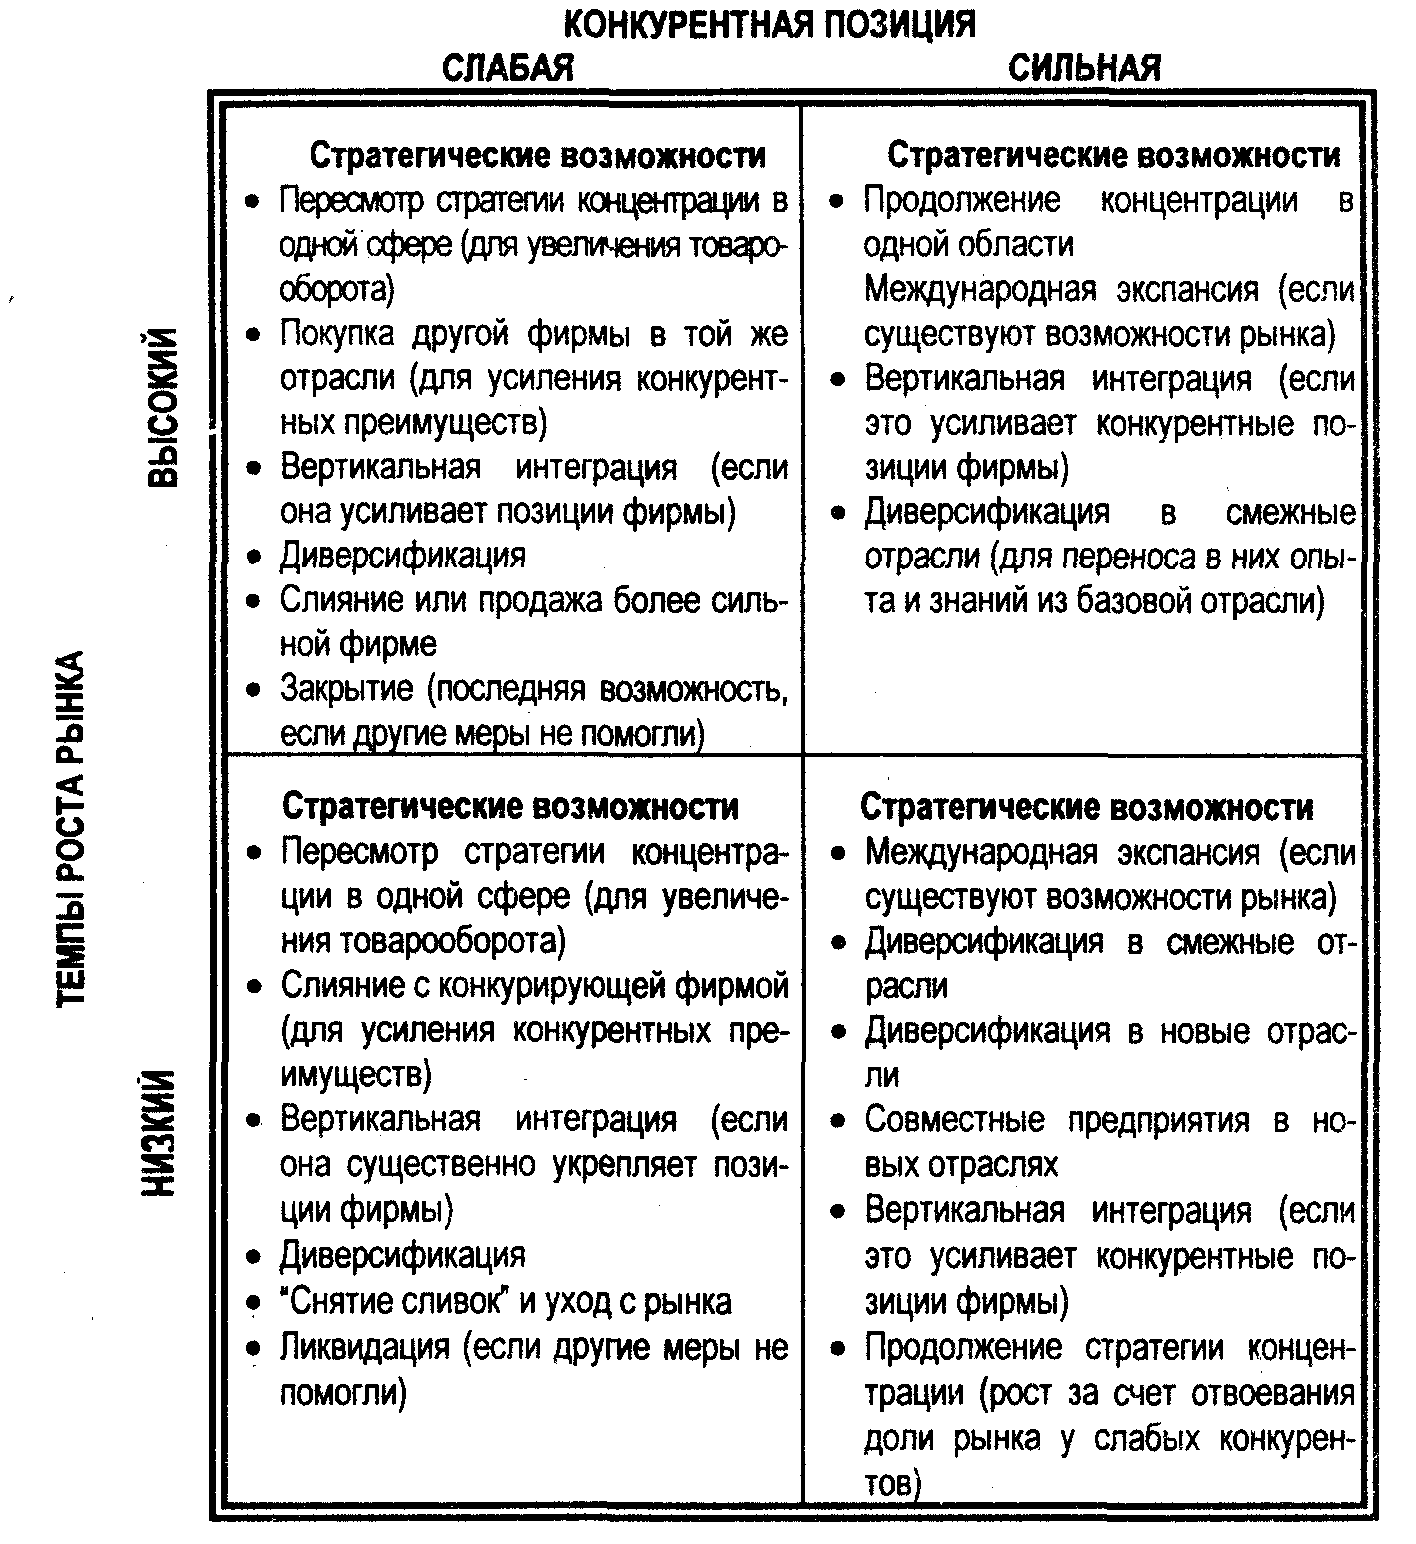 КОНКУРЕНТНАЯ ПОЗИЦИЯ
СЛАБАЯ
СИЛЬНАЯ
ТЕМПЫ РОСТА РЫНКА
ВЫСОКИЙ
Стратегические возможности
• Пересмотр стратегии концентрации в
одной сфере (для увеличения товаро-
оборота)
• Покупка другой фирмы в той же
отрасли (для усиления конкурент-
ных преимуществ)
• Вертикальная интеграция (если
она усиливает позиции фирмы)
• Диверсификация
• Слияние или продажа более силь-
ной фирме
• Закрытие (последняя возможность,
если другие меры не помогли)
Стратегические возможности
• Продолжение концентрации в
одной области
Международная экспансия (если
существуют возможности рынка)
• Вертикальная интеграция (если
это усиливает конкурентные по-
зиции фирмы)
• Диверсификация в смежные
отрасли (для переноса в них опы-
та и знаний из базовой отрасли)
НИЗКИЙ
Стратегические возможности
• Пересмотр стратегии концентра-
ции в одной сфере (для увеличе-
ния товарооборота)
• Слияние с конкурирующей фирмой
(для усиления конкурентных пре-
имуществ)
• Вертикальная интеграция (если
она существенно укрепляет пози-
ции фирмы)
• Диверсификация
• "Снятие сливок" и уход с рынка
• Ликвидация (если другие меры не
помогли)
Стратегические возможности
• Международная экспансия (если
существуют возможности рынка)
• Диверсификация в смежные от-
расли
• Диверсификация в новые отрас-
ли
• Совместные предприятия в но-
вых отраслях
• Вертикальная интеграция (если
это усиливает конкурентные по-
зиции фирмы)
• Продолжение стратегии концен-
трации (рост за счет отвоевания
доли рынка у слабых конкурен-
тов)